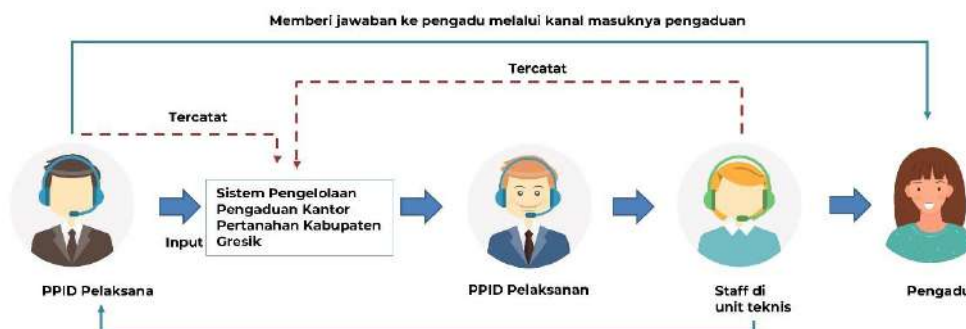 Memberi jawaban ke pengadu melalui kanal masuknya pengaduan
Tercatat
Tercatat
Sistem Pengelolaan
Pengaduan Kantor
Pertanahan Kabupaten
Gresik
Input
PPID Pelaksana
PPID Pelaksanan
Staff di
unit teknis
Pengadu